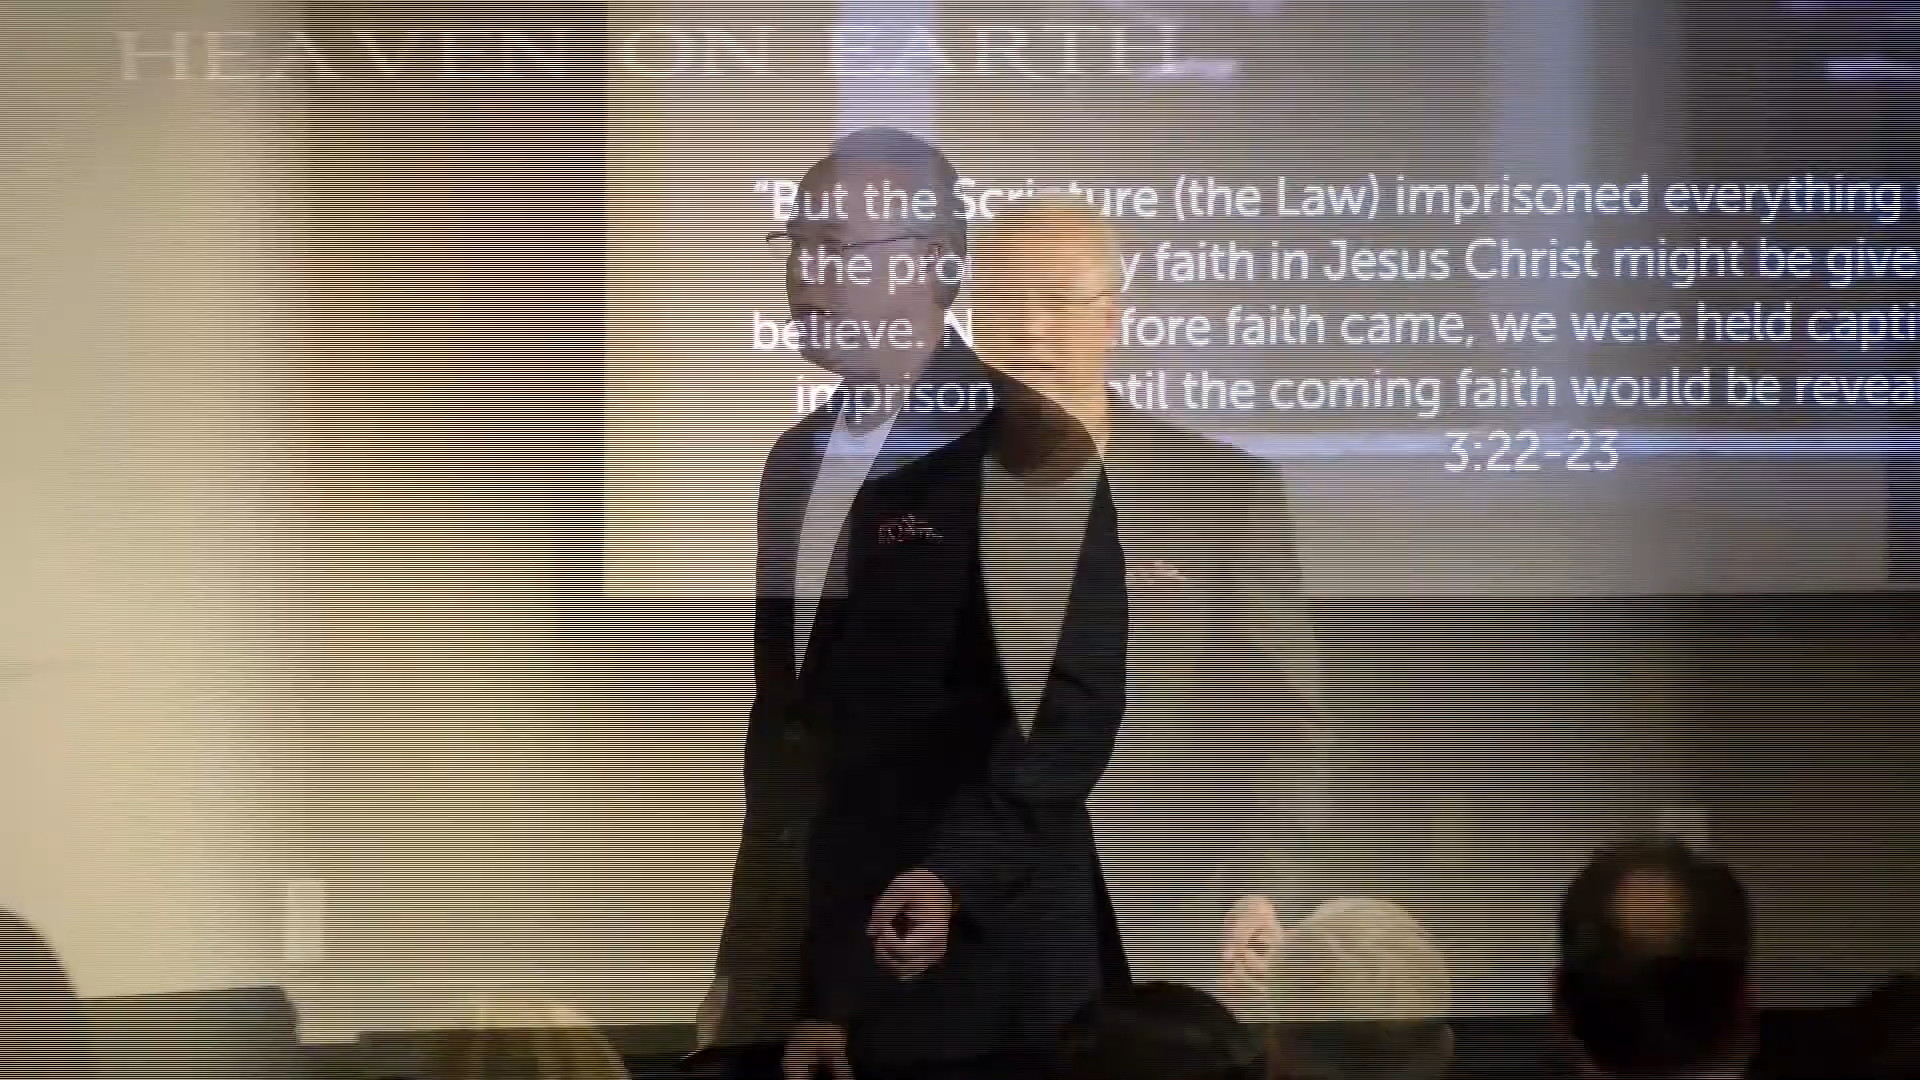 HEAVEN ON EARTH
“But the Scripture (the Law) imprisoned everything
the pro y faith in Jesus Christ might be give
believe. N fore faith came, we were held capti
imprison til the coming faith would be reveal
3:22-23